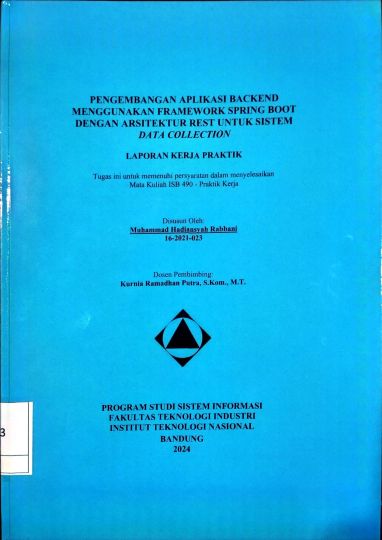 PENGEMBANGAN APLIKASI BACKEND
MENGGUNAKAN FRAMEWORK SPRING BOOT
DENGAN ARSITEKTUR REST UNTUK SISTEM
DATA COLLECTION
LAPORAN KERJA PRAKTIK
Tugas ini untuk memenuhi persyaratan dalam menyelesaikan
Mata Kuliah ISB 490 - Praktik Kerja
Disusun Oleh:
Muhammad Hadiansyah Rabbani
16-2021-023
Dosen Pembimbing:
Kurnia Ramadhan Putra, S.Kom., M.T.
PROGRAM STUDI SISTEM INFORMASI
FAKULTAS TEKNOLOGI INDUSTRI
INSTITUT TEKNOLOGI NASIONAL
BANDUNG
2024
3